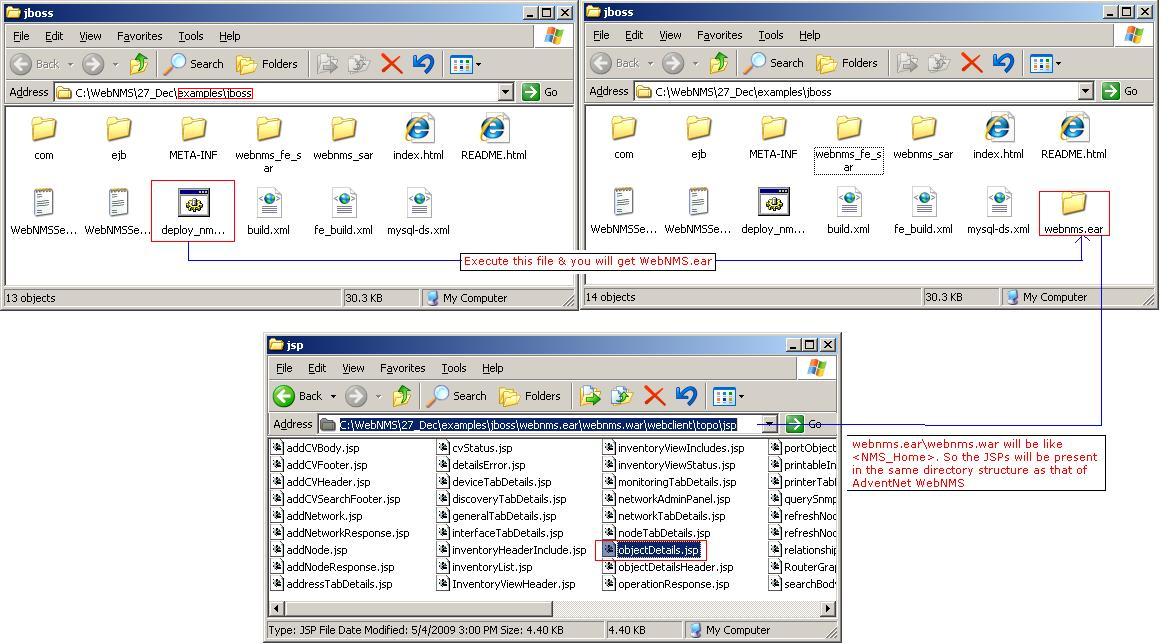 jboss
File Edit View Favorites Tools Help
Back Search Folders
Address C:\WebNMS\27_Dec\examples\jboss Go
com ejb META-INF webnms_fe_s
ar webnms_sar index.html README.html
WebNMSSe... WebNMSSe... deploy_nm... build.xml fe_build.xml mysql-ds.xml
13 objects 30.3 KB My Computer
jboss
File Edit View Favorites Tools Help
Back Search Folders
Address C:\WebNMS\27_Dec\examples\jboss Go
com ejb META-INF webnms_fe_s
ar webnms_sar index.html README.html
WebNMSSe... WebNMSSe... deploy_nm... build.xml fe_build.xml mysql-ds.xml webnms.ear
14 objects 30.3 KB My Computer
Execute this file & you will get WebNMS.ear
jsp
File Edit View Favorites Tools Help
Back Search Folders
Address C:\WebNMS\27_Dec\examples\jboss\webnms.ear\webnms.war\webclient\topo\jsp Go
addCVBody.jsp cvStatus.jsp inventoryViewIncludes.jsp portObject
addCVFooter.jsp detailsError.jsp inventoryViewStatus.jsp printableIn
addCVHeader.jsp deviceTabDetails.jsp monitoringTabDetails.jsp printerTabl
addCVSearchFooter.jsp discoveryTabDetails.jsp networkAdminPanel.jsp querySnmp
addNetwork.jsp generalTabDetails.jsp networkTabDetails.jsp refreshNod
addNetworkResponse.jsp interfaceTabDetails.jsp nodeTabDetails.jsp refreshNod
addNode.jsp inventoryHeaderInclude.jsp objectDetails.jsp relationship
addNodeResponse.jsp inventoryList.jsp objectDetailsHeader.jsp RouterGrap
addressTabDetails.jsp InventoryViewHeader.jsp operationResponse.jsp searchBody
Type: JSP File Date Modified: 5/4/2009 3:00 PM Size: 4.40 KB 4.40 KB My Computer
webnms.ear\webnms.war will be like
<NMS_Home>. So the JSPs will be present
in the same directory structure as that of
AdventNet WebNMS